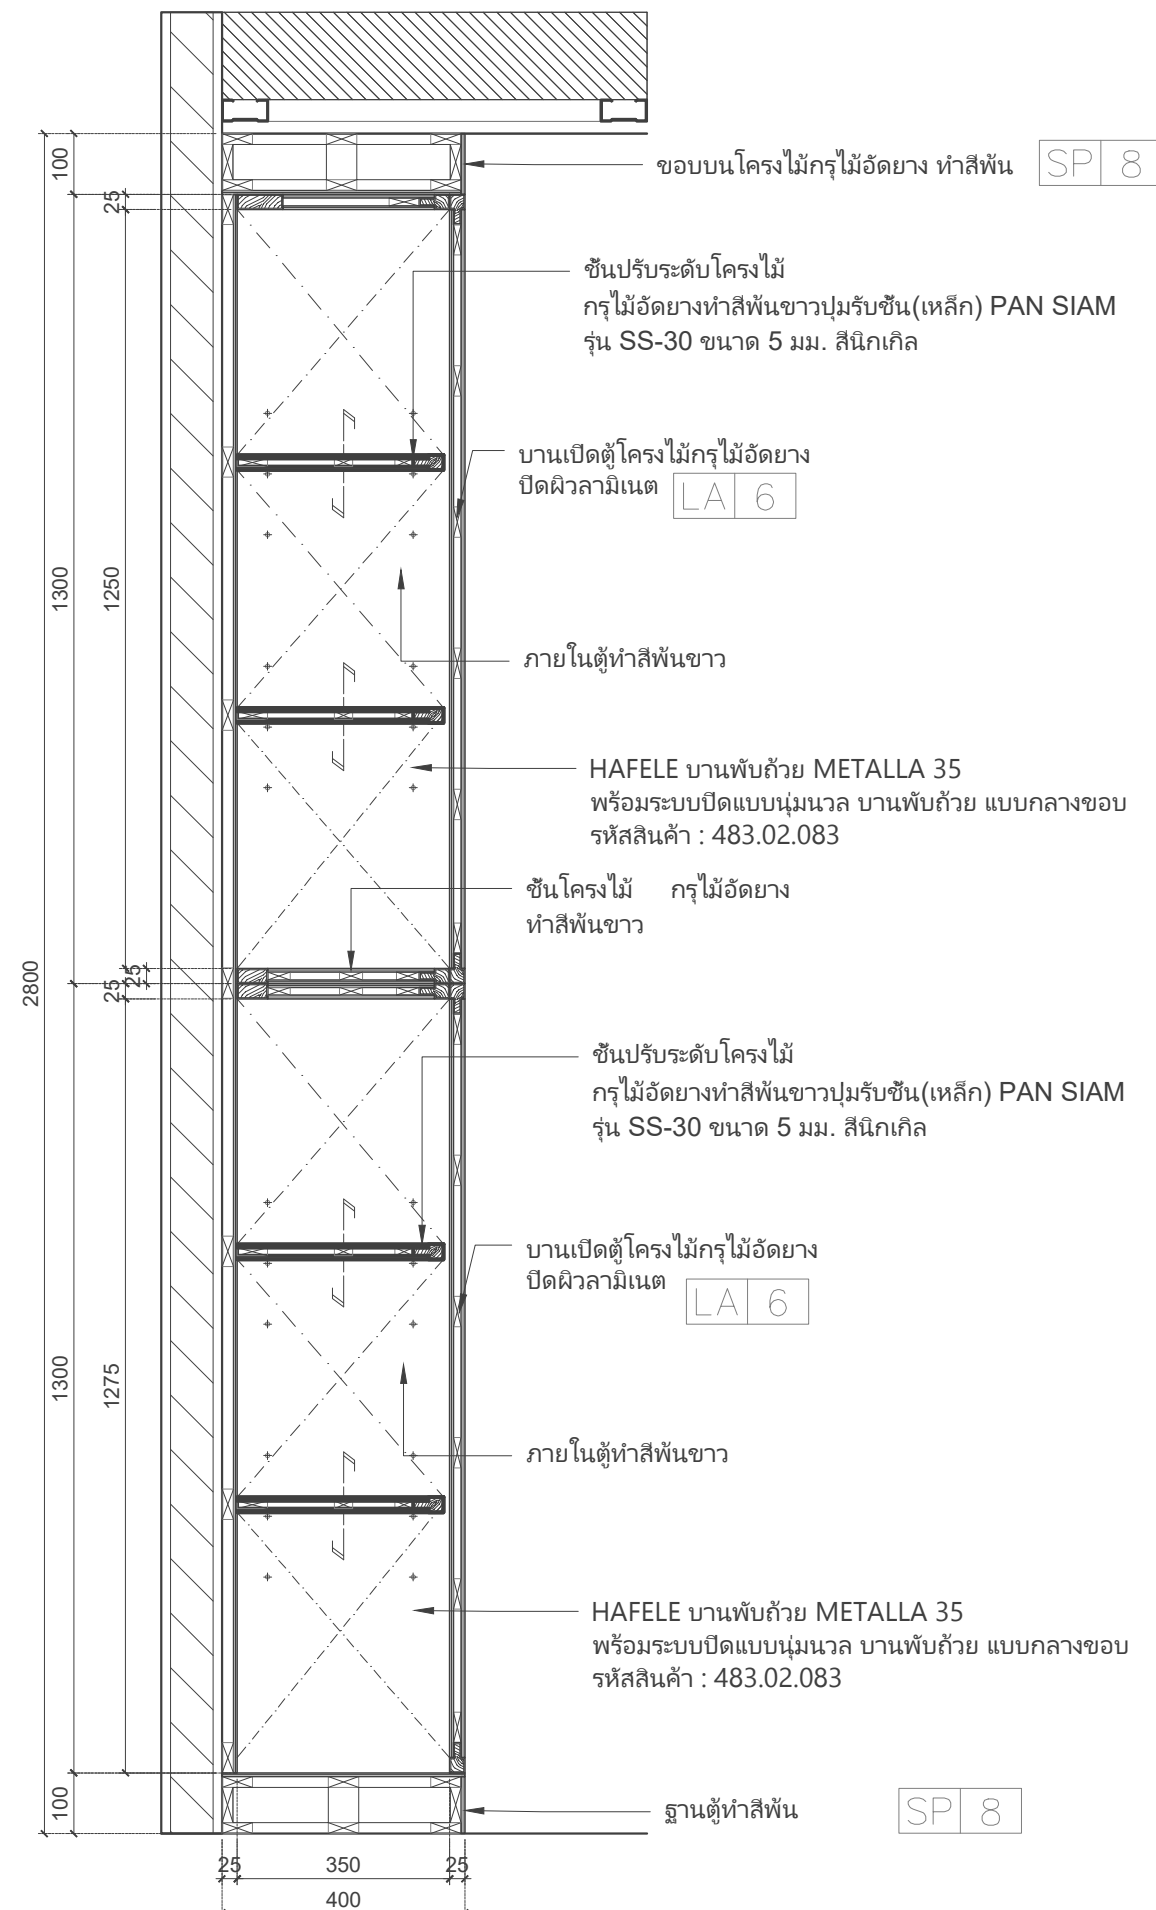 ขอบบนโครงไม้กรุไม้อัดยาง ทำสีพ้น SP 8
100
25
ชั้นปรับระดับโครงไม้
กรุไม้อัดยางทำสีพ้นขาวปุ่มรับชั้น(เหล็ก) PAN SIAM
รุ่น SS-30 ขนาด 5 มม. สีนิกเกิล
บานเปิดตู้โครงไม้กรุไม้อัดยาง
ปิดผิวลามิเนต LA 6
1300
1250
ภายในตู้ทำสีพ้นขาว
HAFELE บานพับถ้วย METALLA 35
พร้อมระบบปิดแบบนุ่มนวล บานพับถ้วย แบบกลางขอบ
รหัสสินค้า : 483.02.083
ชั้นโครงไม้ กรุไม้อัดยาง
ทำสีพ้นขาว
2800
25
25
ชั้นปรับระดับโครงไม้
กรุไม้อัดยางทำสีพ้นขาวปุ่มรับชั้น(เหล็ก) PAN SIAM
รุ่น SS-30 ขนาด 5 มม. สีนิกเกิล
บานเปิดตู้โครงไม้กรุไม้อัดยาง
ปิดผิวลามิเนต LA 6
1300
1275
ภายในตู้ทำสีพ้นขาว
HAFELE บานพับถ้วย METALLA 35
พร้อมระบบปิดแบบนุ่มนวล บานพับถ้วย แบบกลางขอบ
รหัสสินค้า : 483.02.083
100
ฐานตู้ทำสีพ้น SP 8
25 350 25
400